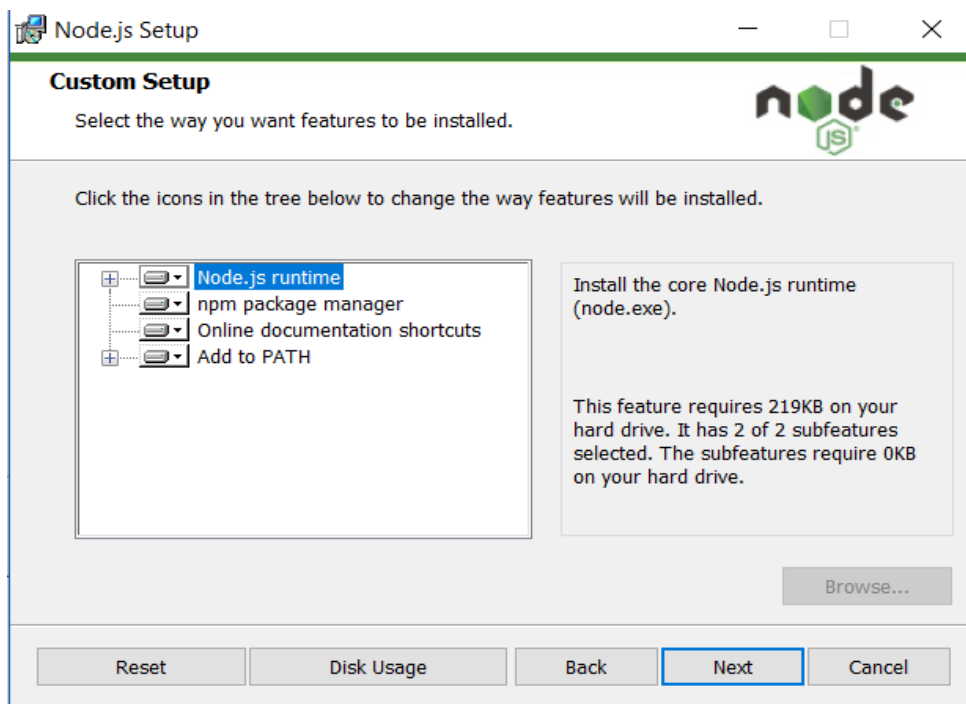 Node.js Setup
Custom Setup
Select the way you want features to be installed.
node
JS
Click the icons in the tree below to change the way features will be installed.
Node.js runtime
npm package manager
Online documentation shortcuts
Add to PATH
Install the core Node.js runtime
(node.exe).
This feature requires 219KB on your
hard drive. It has 2 of 2 subfeatures
selected. The subfeatures require 0KB
on your hard drive.
Browse...
Reset
Disk Usage
Back
Next
Cancel